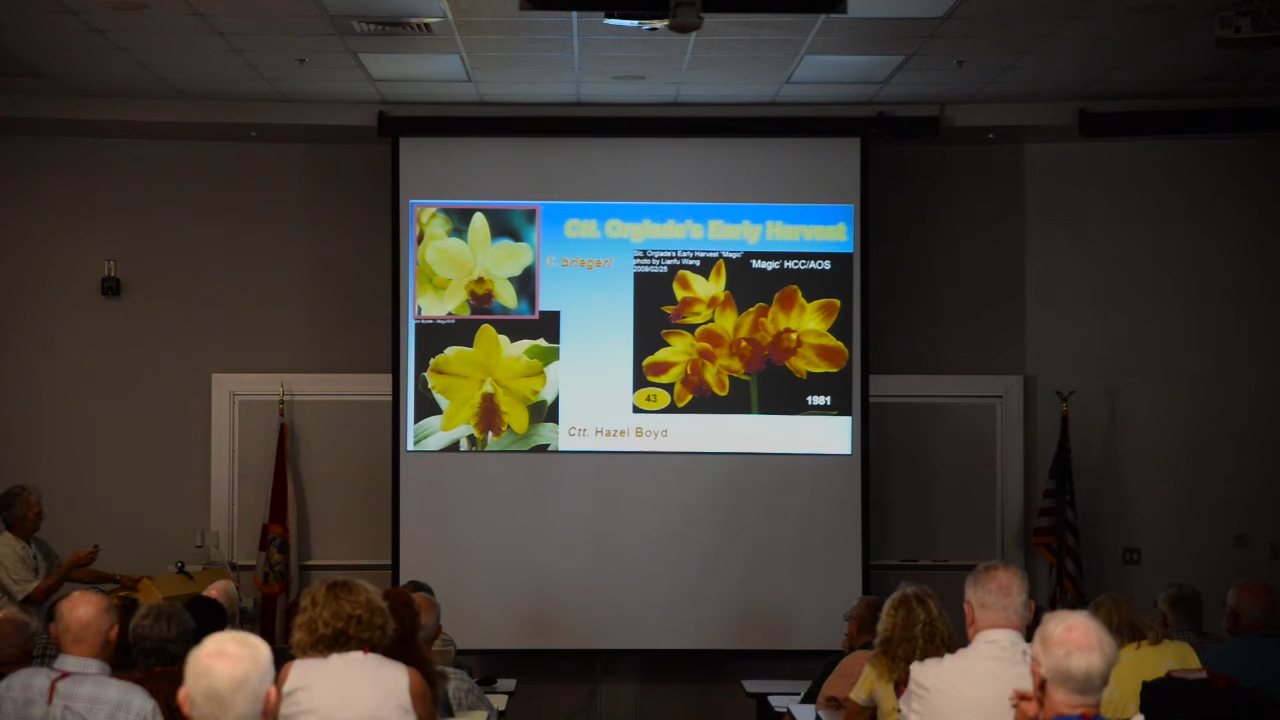 Ctt. Orglade's Early Harvest
C. briegeri
Slc. Orglade's Early Harvest "Magic"
photo by Lianfu Wang
2009/02/25
'Magic' HCC/AOS
43
1981
Ctt. Hazel Boyd